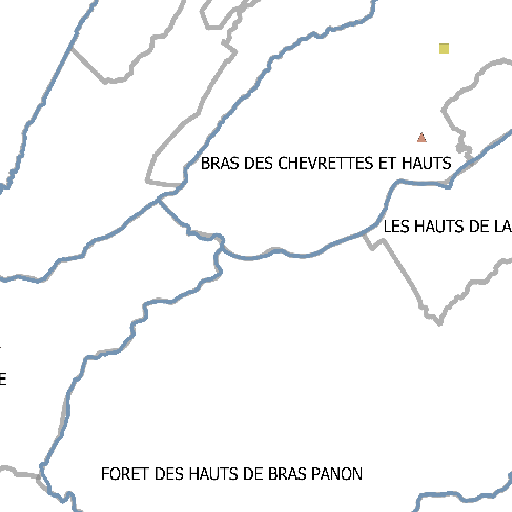 BRAS DES CHEVRETTES ET HAUTS
LES HAUTS DE LA
E
FORET DES HAUTS DE BRAS PANON